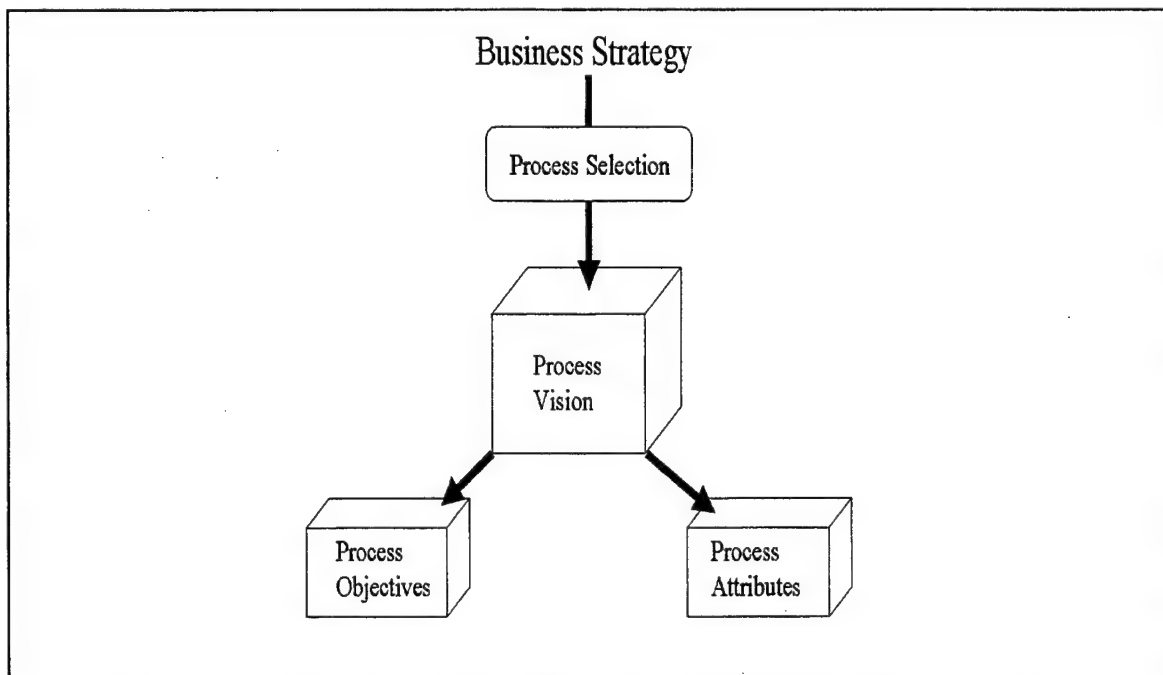 Business Strategy
Process Selection
Process
Vision
Process
Objectives
Process
Attributes